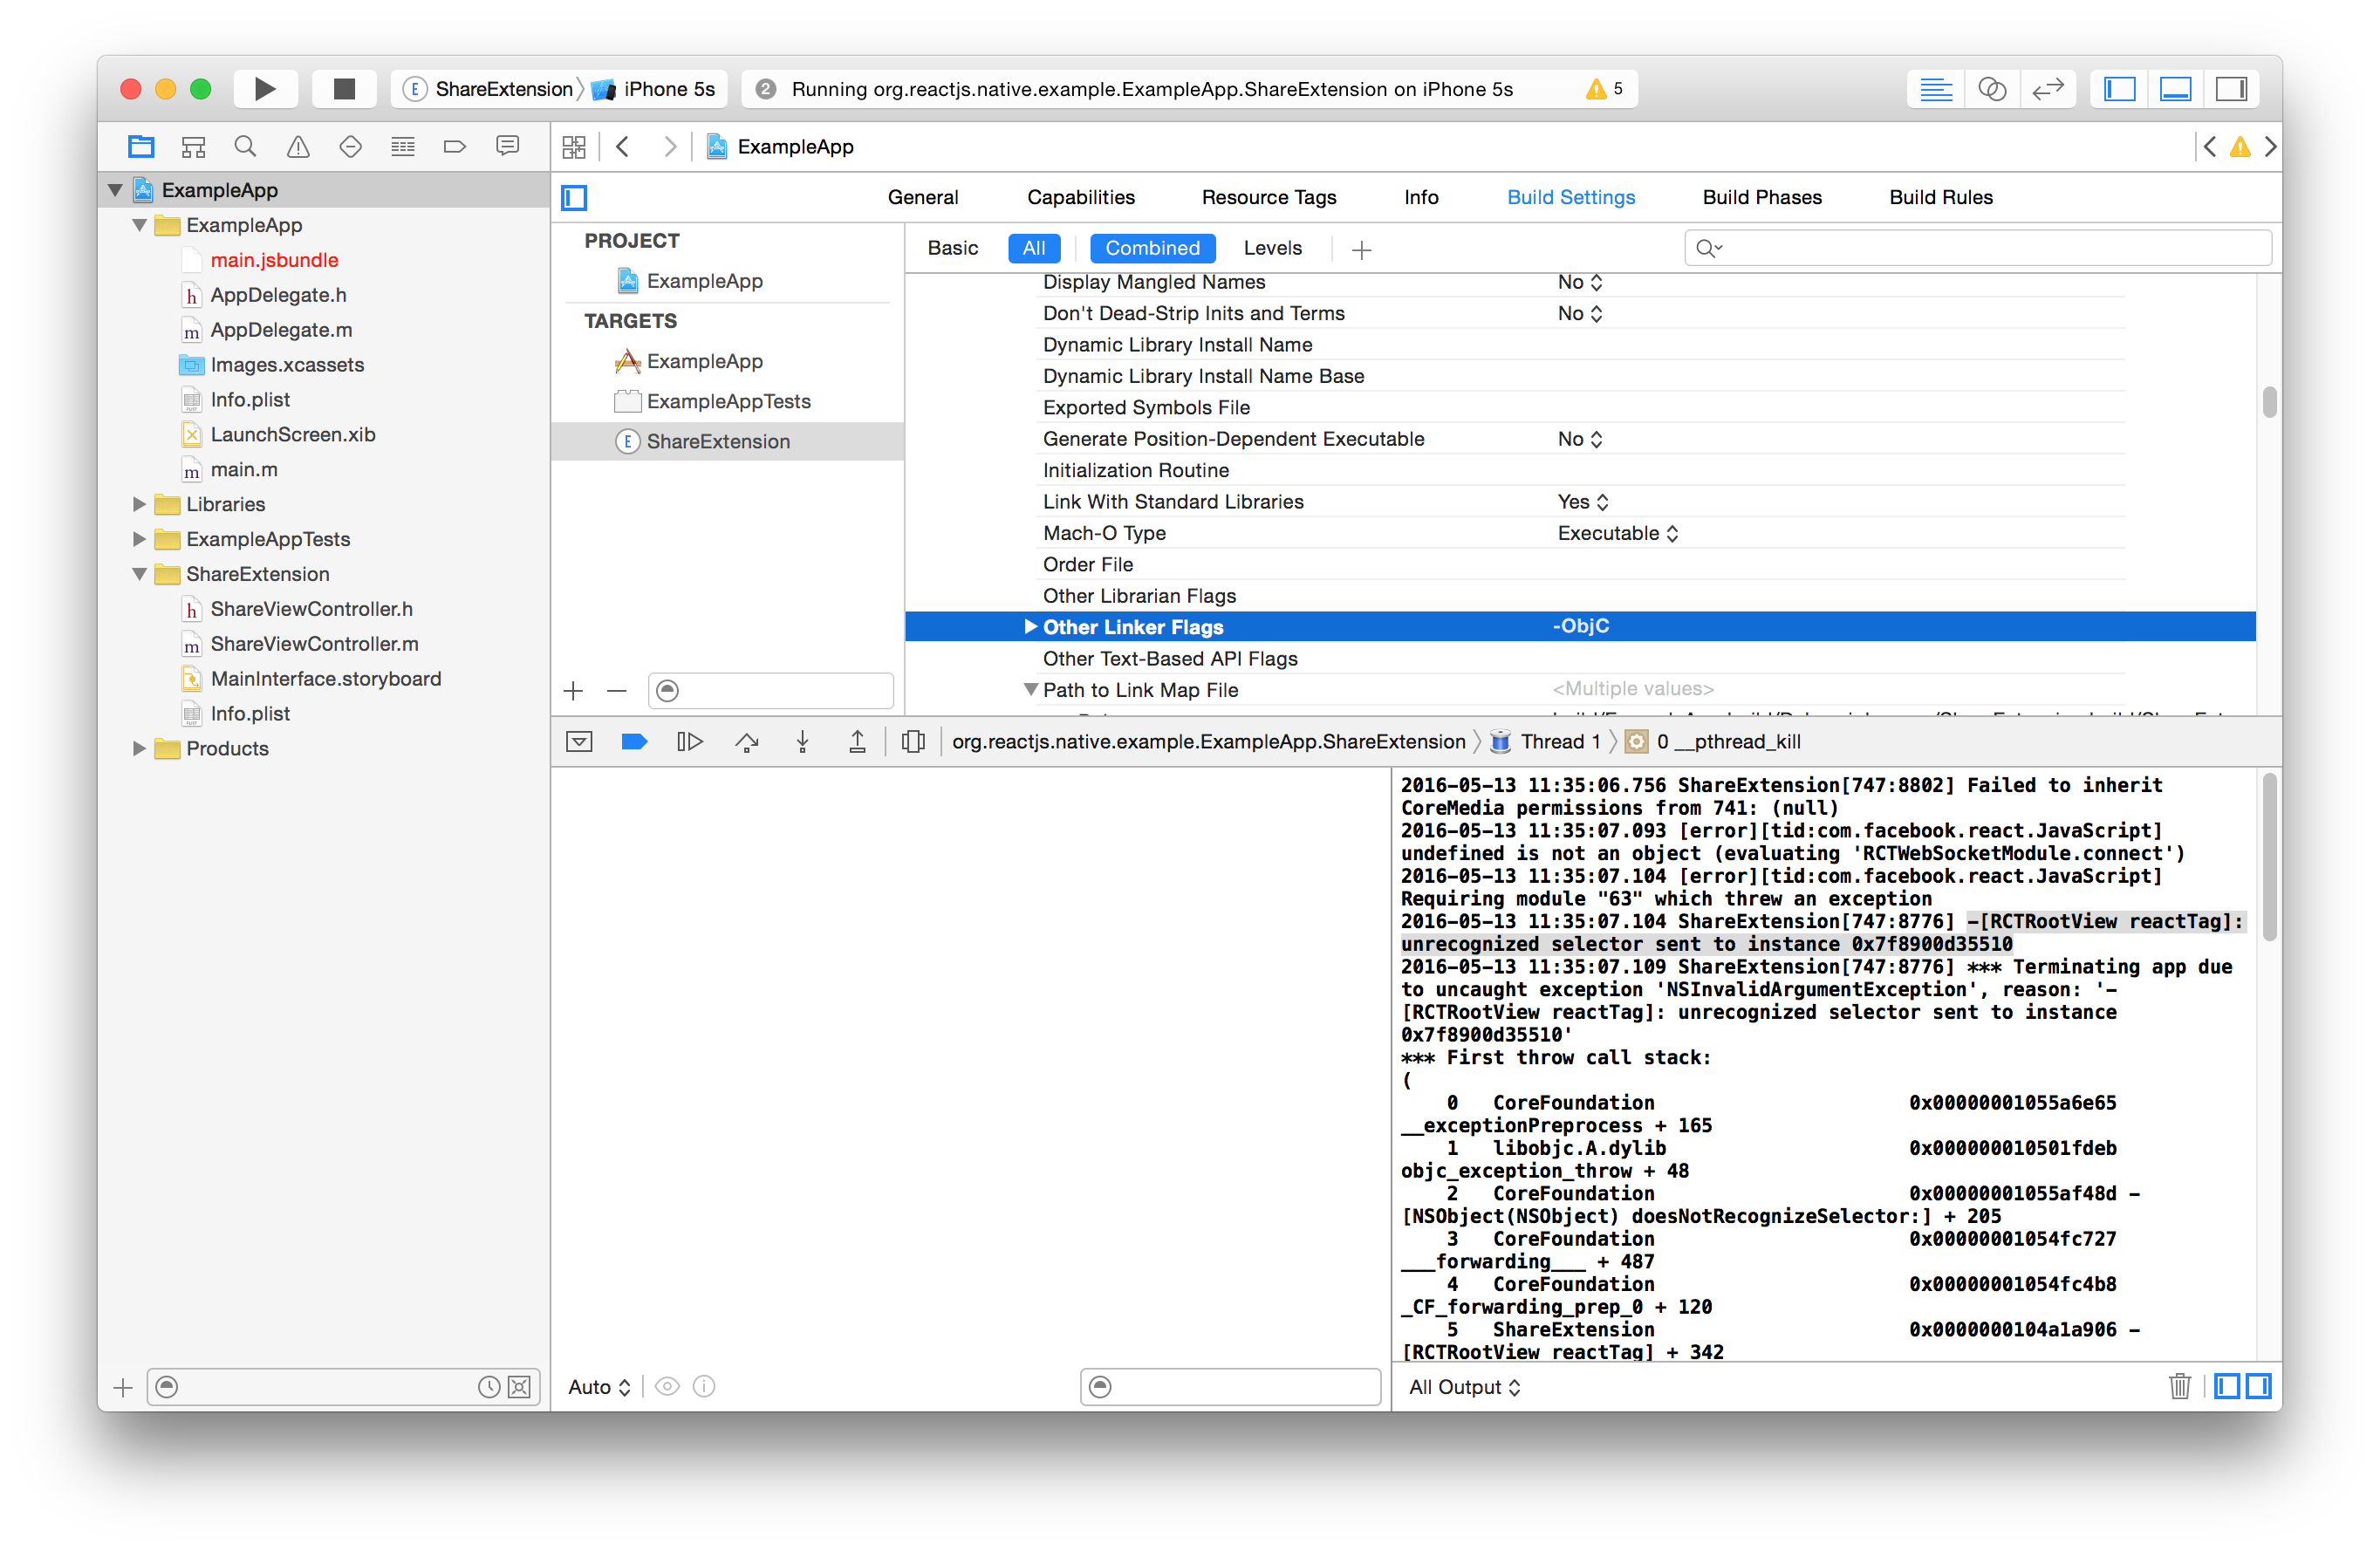 ShareExtension iPhone 5s
2 Running org.reactjs.native.example.ExampleApp.ShareExtension on iPhone 5s 5
ExampleApp
ExampleApp
ExampleApp
main.jsbundle
AppDelegate.h
AppDelegate.m
Images.xcassets
Info.plist
LaunchScreen.xib
main.m
Libraries
ExampleAppTests
ShareExtension
ShareViewController.h
ShareViewController.m
MainInterface.storyboard
Info.plist
Products
General Capabilities Resource Tags Info Build Settings Build Phases Build Rules
PROJECT
ExampleApp
TARGETS
ExampleApp
ExampleAppTests
ShareExtension
Basic All Combined Levels
Display Mangled Names No
Don't Dead-Strip Inits and Terms No
Dynamic Library Install Name
Dynamic Library Install Name Base
Exported Symbols File
Generate Position-Dependent Executable No
Initialization Routine
Link With Standard Libraries Yes
Mach-O Type Executable
Order File
Other Librarian Flags
Other Linker Flags -ObjC
Other Text-Based API Flags
Path to Link Map File <Multiple values>
org.reactjs.native.example.ExampleApp.ShareExtension Thread 1 0 __pthread_kill
2016-05-13 11:35:06.756 ShareExtension[747:8802] Failed to inherit
CoreMedia permissions from 741: (null)
2016-05-13 11:35:07.093 [error][tid:com.facebook.react.JavaScript]
undefined is not an object (evaluating 'RCTWebSocketModule.connect')
2016-05-13 11:35:07.104 [error][tid:com.facebook.react.JavaScript]
Requiring module "63" which threw an exception
2016-05-13 11:35:07.104 ShareExtension[747:8776] -[RCTRootView reactTag]:
unrecognized selector sent to instance 0x7f8900d35510
2016-05-13 11:35:07.109 ShareExtension[747:8776] *** Terminating app due
to uncaught exception 'NSInvalidArgumentException', reason: '-
[RCTRootView reactTag]: unrecognized selector sent to instance
0x7f8900d35510'
*** First throw call stack:
(
0 CoreFoundation 0x00000001055a6e65
__exceptionPreprocess + 165
1 libobjc.A.dylib 0x000000010501fdeb
objc_exception_throw + 48
2 CoreFoundation 0x00000001055af48d -
[NSObject(NSObject) doesNotRecognizeSelector:] + 205
3 CoreFoundation 0x00000001054fc727
___forwarding___ + 487
4 CoreFoundation 0x00000001054fc4b8
_CF_forwarding_prep_0 + 120
5 ShareExtension 0x0000000104a1a906 -
[RCTRootView reactTag] + 342
Auto
All Output